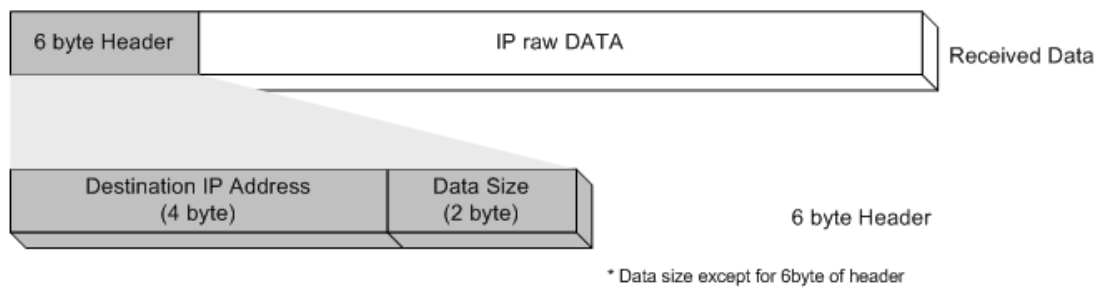 6 byte Header
IP raw DATA
Received Data
Destination IP Address
(4 byte)
Data Size
(2 byte)
6 byte Header
* Data size except for 6byte of header